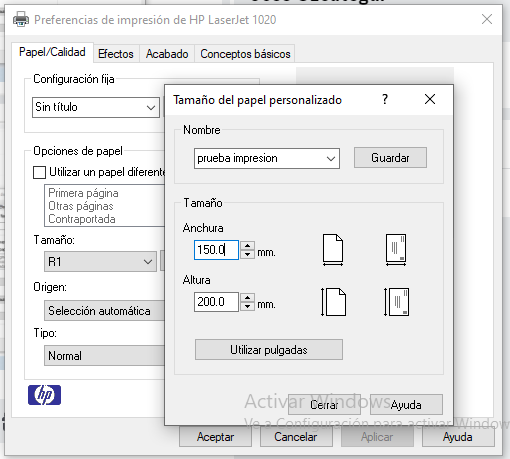 Preferencias de impresión de HP LaserJet 1020
Papel/Calidad
Efectos
Acabado
Conceptos básicos
Configuración fija
Sin título
Opciones de papel
Utilizar un papel diferente
Primera página
Otras páginas
Contraportada
Tamaño:
R1
Origen:
Selección automática
Tipo:
Normal
hp
Tamaño del papel personalizado
?
Nombre
prueba impresion
Guardar
Tamaño
Anchura
150.0 mm.
Altura
200.0 mm.
Utilizar pulgadas
Cerrar
Ayuda
Activar Windows
Ve a Configuración para activar Window
Aceptar
Cancelar
Aplicar
Ayuda